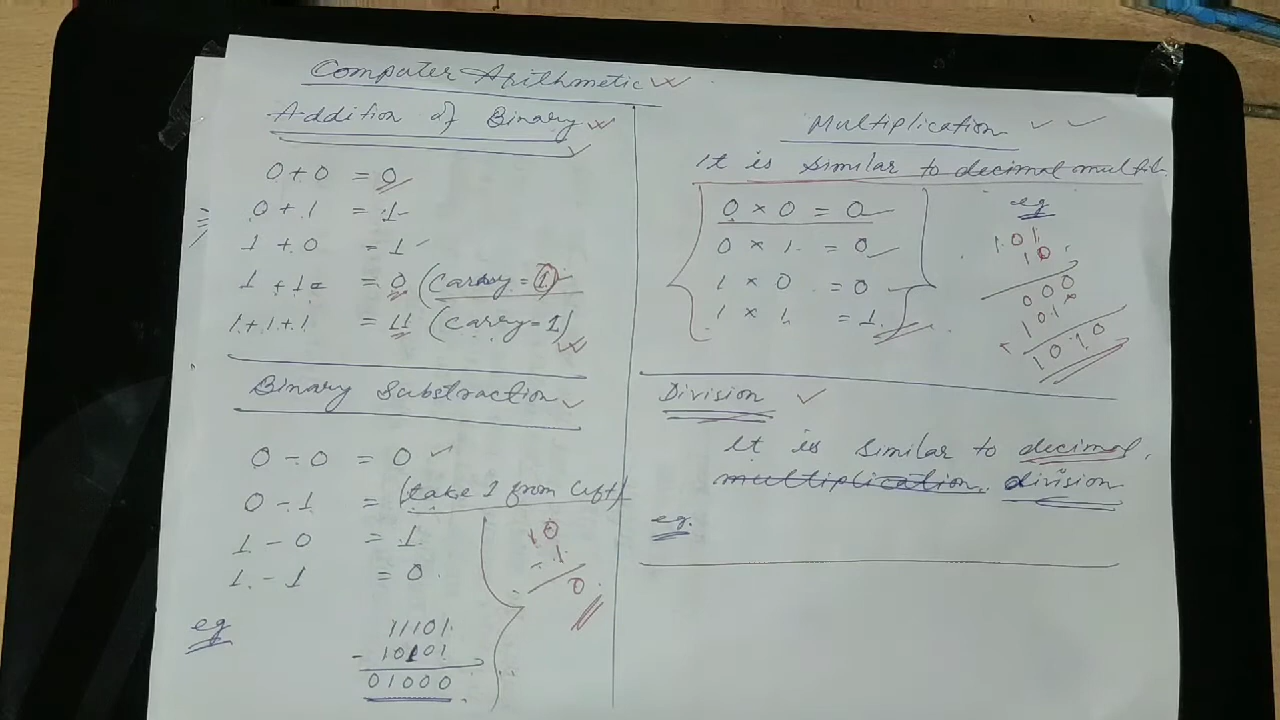 Computer Arithmetic
Addition of Binary
0 + 0 = 0
0 + 1 = 1
1 + 0 = 1
1 + 1 = 0 (Carry = 1)
1 + 1 + 1 = 11 (Carry = 1)
Binary Substraction
0 - 0 = 0
0 - 1 = (take 1 from left)
1 - 0 = 1
1 - 1 = 0
10
- 1
0
eg
11101
- 10101
01000
Multiplication
It is similar to decimal multipli.
0 × 0 = 0
0 × 1 = 0
1 × 0 = 0
1 × 1 = 1
eg
101
10
000
101×
1010
Division
It is similar to decimal
multiplication. division
eg.